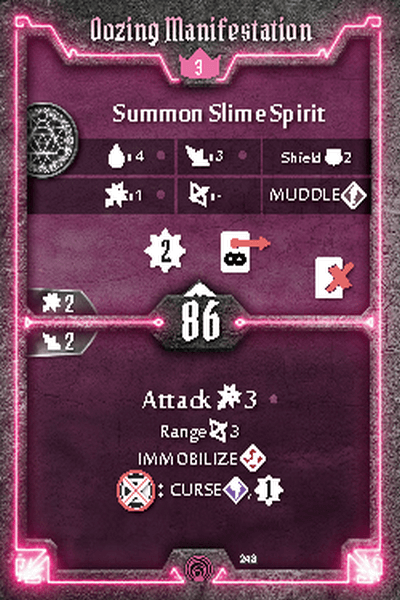 Oozing Manifestation
3
Summon Slime Spirit
:4 :3 Shield 2
:1 :- MUDDLE
2
2
86
2
Attack 3
Range 3
IMMOBILIZE
: CURSE , 1